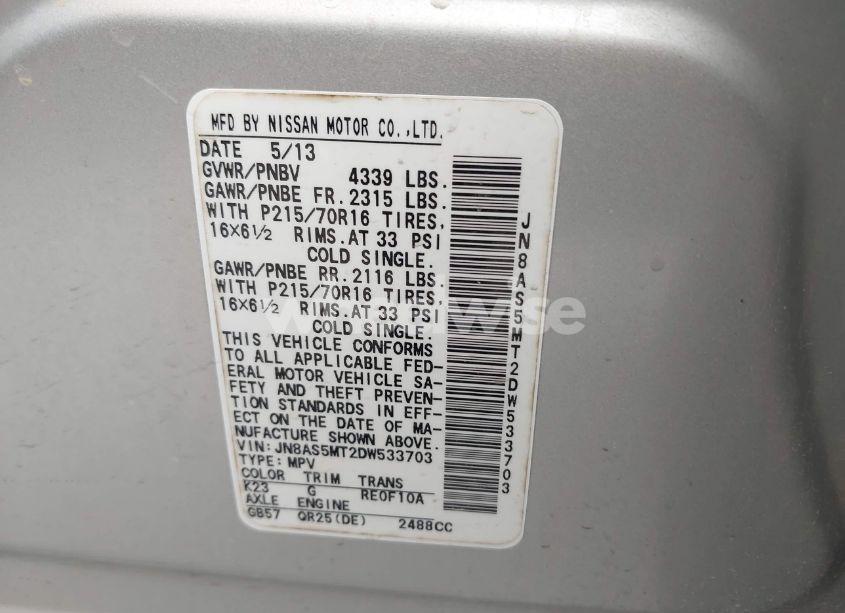 MFD BY NISSAN MOTOR CO.,LTD.
DATE 5/13
GVWR/PNBV 4339 LBS.
GAWR/PNBE FR. 2315 LBS.
WITH P215/70R16 TIRES,
16×6½ RIMS. AT 33 PSI
COLD SINGLE.
GAWR/PNBE RR. 2116 LBS.
WITH P215/70R16 TIRES,
16×6½ RIMS. AT 33 PSI
COLD SINGLE.
THIS VEHICLE CONFORMS
TO ALL APPLICABLE FED-
ERAL MOTOR VEHICLE SA-
FETY AND THEFT PREVEN-
TION STANDARDS IN EFF-
ECT ON THE DATE OF MA-
NUFACTURE SHOWN ABOVE.
VIN: JN8AS5MT2DW533703
TYPE: MPV
COLOR TRIM TRANS
K23 G RE0F10A
AXLE ENGINE
GB57 QR25(DE) 2488CC
JN8AS5MT2DW533703